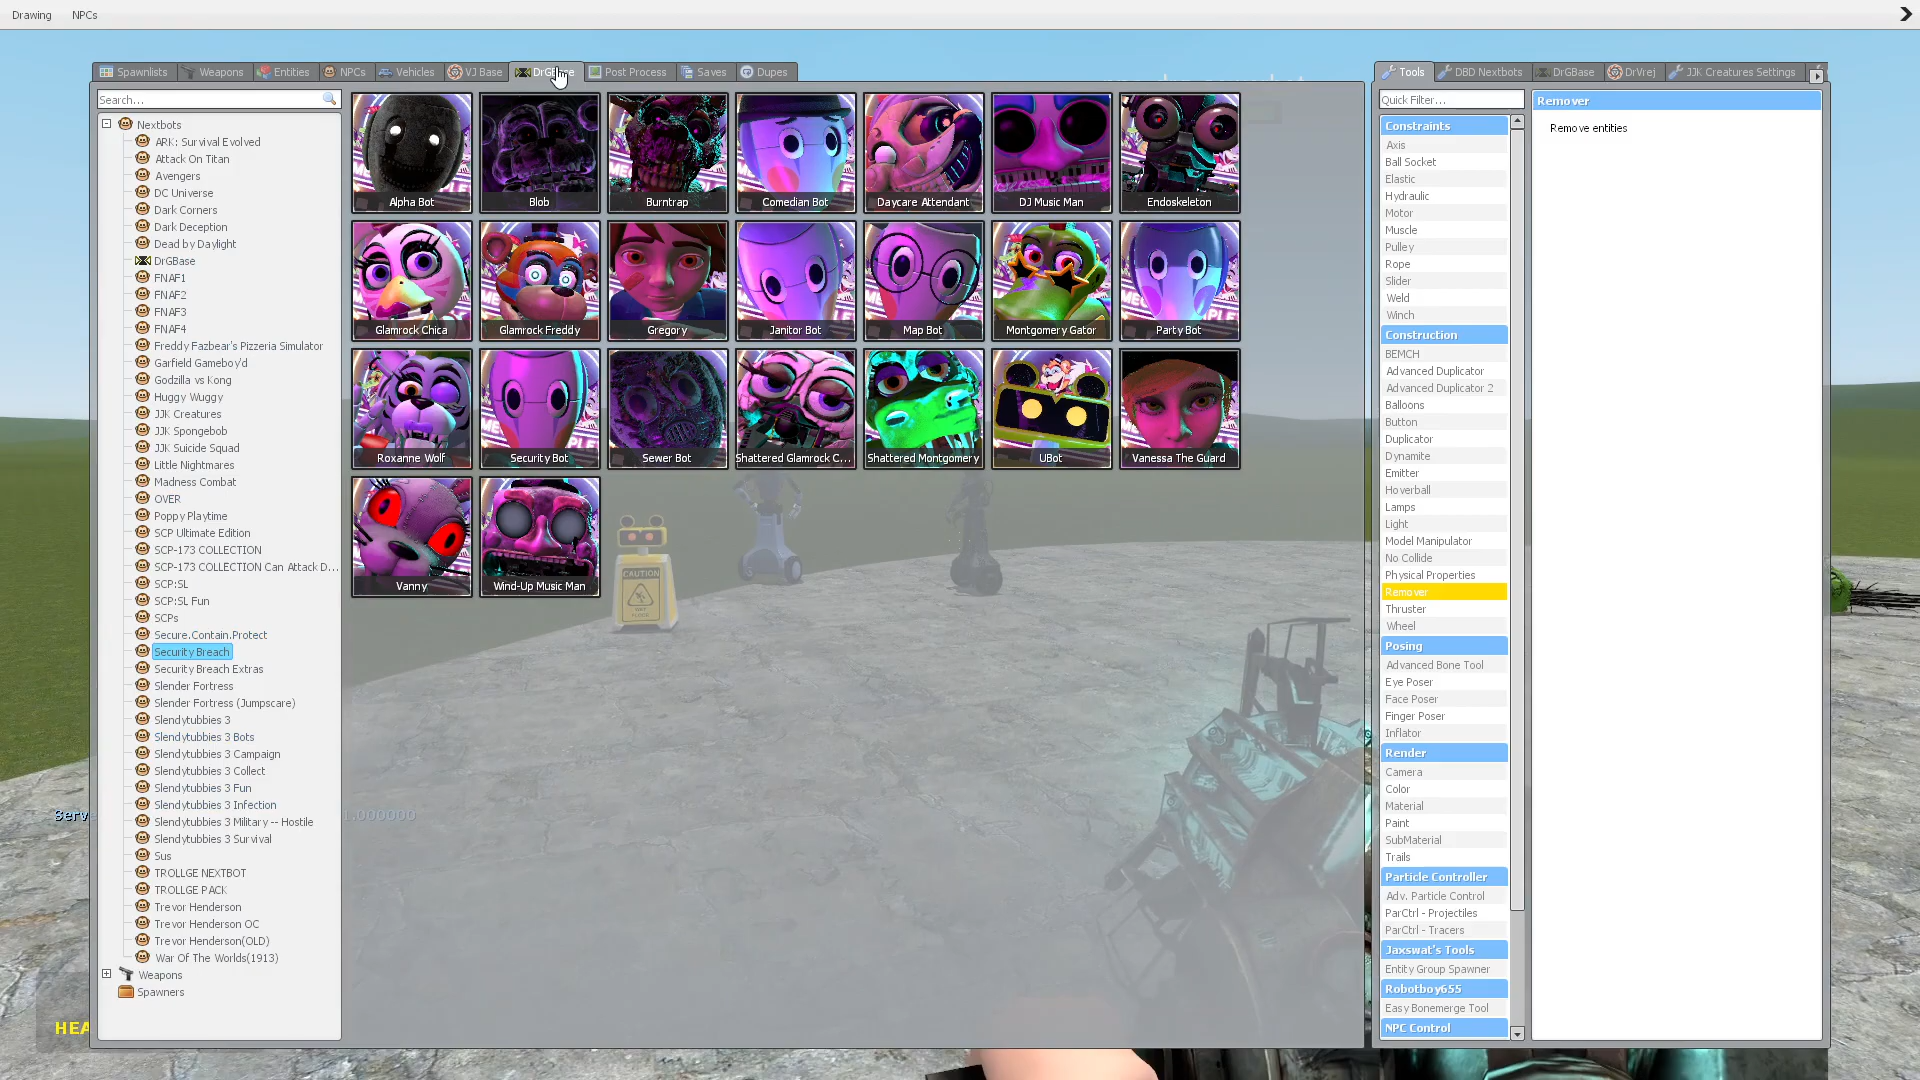 Drawing NPCs
Spawnlists Weapons Entities NPCs Vehicles VJ Base DrGBase Post Process Saves Dupes
Search...
Nextbots
ARK: Survival Evolved
Attack On Titan
Avengers
DC Universe
Dark Corners
Dark Deception
Dead by Daylight
DrGBase
FNAF1
FNAF2
FNAF3
FNAF4
Freddy Fazbear's Pizzeria Simulator
Garfield Gameboy'd
Godzilla vs Kong
Huggy Wuggy
JJK Creatures
JJK Spongebob
JJK Suicide Squad
Little Nightmares
Madness Combat
OVER
Poppy Playtime
SCP Ultimate Edition
SCP-173 COLLECTION
SCP-173 COLLECTION Can Attack D...
SCP:SL
SCP:SL Fun
SCPs
Secure.Contain.Protect
Security Breach
Security Breach Extras
Slender Fortress
Slender Fortress (Jumpscare)
Slendytubbies 3
Slendytubbies 3 Bots
Slendytubbies 3 Campaign
Slendytubbies 3 Collect
Slendytubbies 3 Fun
Slendytubbies 3 Infection
Slendytubbies 3 Military -- Hostile
Slendytubbies 3 Survival
Sus
TROLLGE NEXTBOT
TROLLGE PACK
Trevor Henderson
Trevor Henderson OC
Trevor Henderson(OLD)
War Of The Worlds(1913)
Weapons
Spawners
Alpha Bot Blob Burntrap Comedian Bot Daycare Attendant DJ Music Man Endoskeleton
Glamrock Chica Glamrock Freddy Gregory Janitor Bot Map Bot Montgomery Gator Party Bot
Roxanne Wolf Security Bot Sewer Bot Shattered Glamrock C... Shattered Montgomery UBot Vanessa The Guard
Vanny Wind-Up Music Man
CAUTION
Serv
1.000000
HEA
Tools DBD Nextbots DrGBase DrVrej JJK Creatures Settings
Quick Filter...
Constraints
Axis
Ball Socket
Elastic
Hydraulic
Motor
Muscle
Pulley
Rope
Slider
Weld
Winch
Construction
BEMCH
Advanced Duplicator
Advanced Duplicator 2
Balloons
Button
Duplicator
Dynamite
Emitter
Hoverball
Lamps
Light
Model Manipulator
No Collide
Physical Properties
Remover
Thruster
Wheel
Posing
Advanced Bone Tool
Eye Poser
Face Poser
Finger Poser
Inflator
Render
Camera
Color
Material
Paint
SubMaterial
Trails
Particle Controller
Adv. Particle Control
ParCtrl - Projectiles
ParCtrl - Tracers
Jaxswat's Tools
Entity Group Spawner
Robotboy655
Easy Bonemerge Tool
NPC Control
Remover
Remove entities